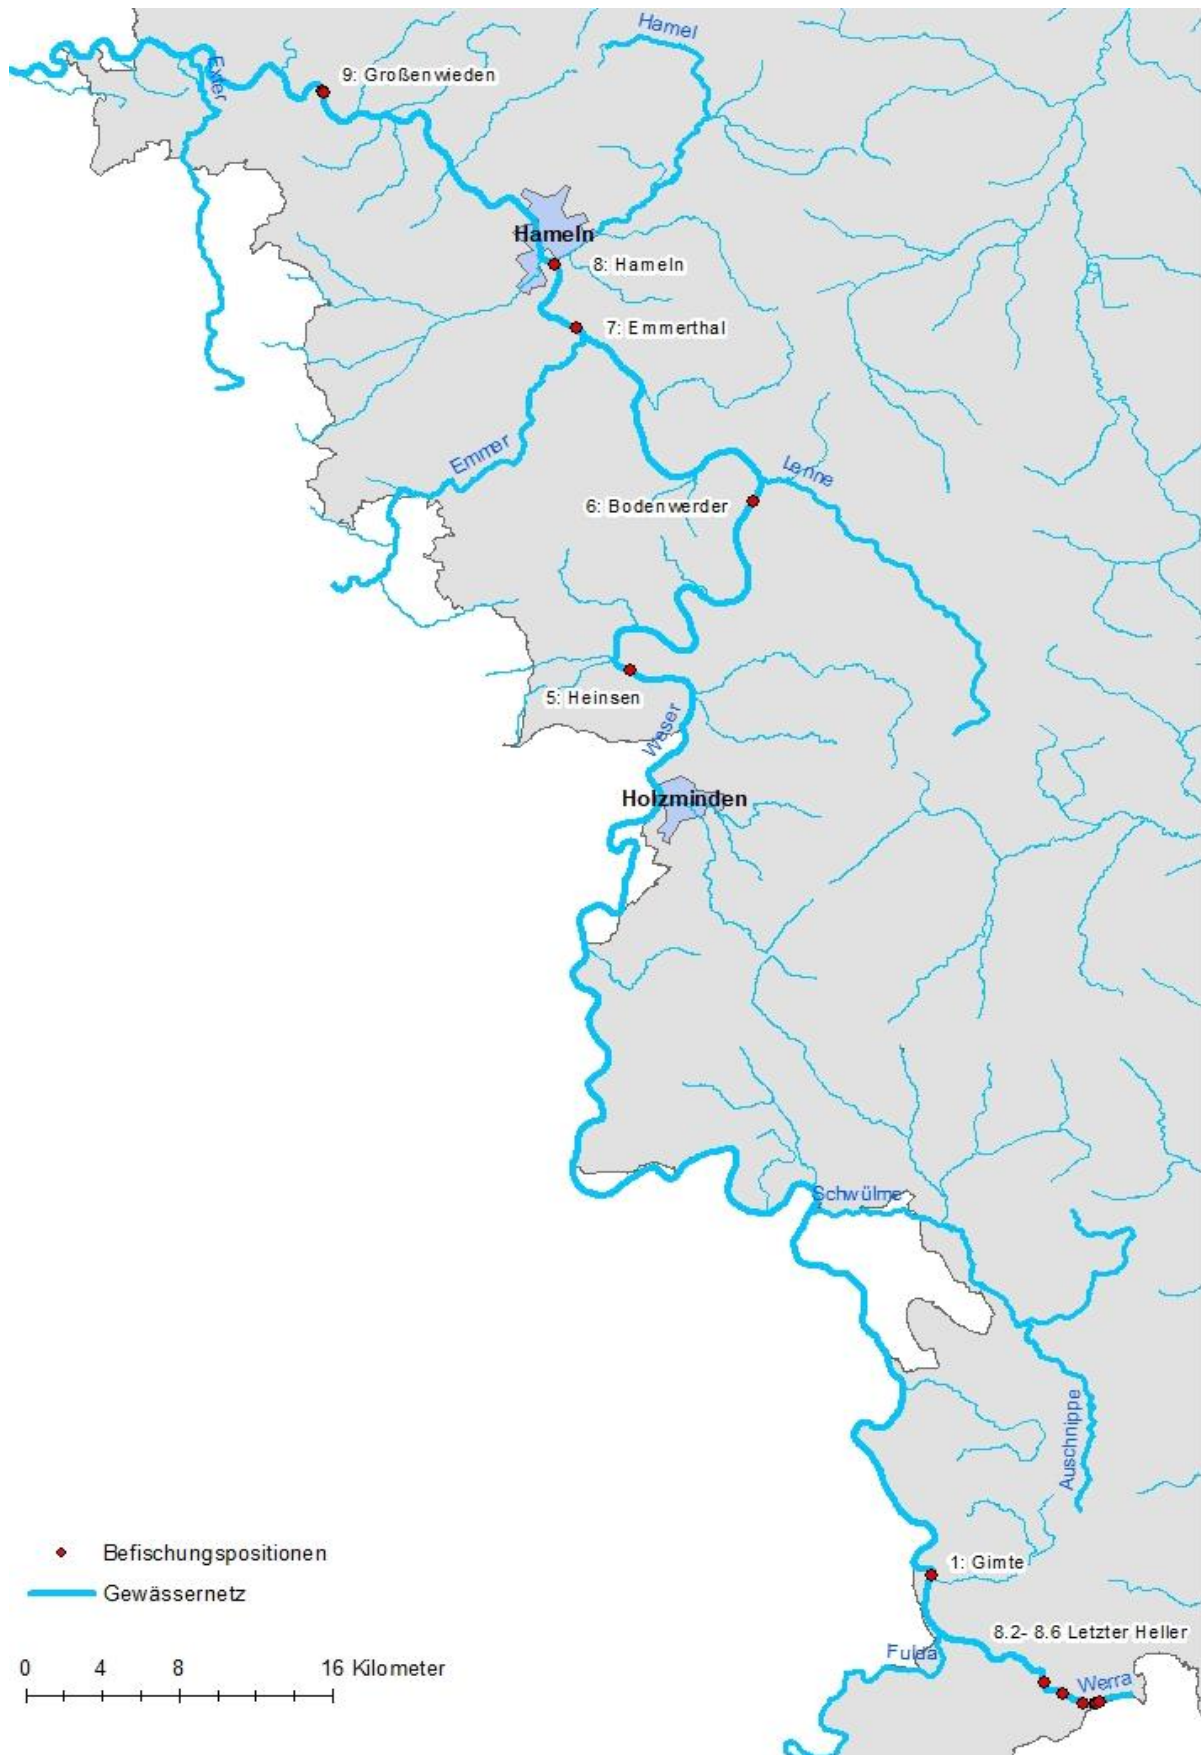 Hamel
Exter
9: Großenwieden
Hameln
8: Hameln
7: Emmerthal
Emmer
Lenne
6: Bodenwerder
5: Heinsen
Weser
Holzminden
Schwülme
Auschnippe
Befischungspositionen
Gewässernetz
1: Gimte
8.2- 8.6 Letzter Heller
Fulda
Werra
0 4 8 16 Kilometer